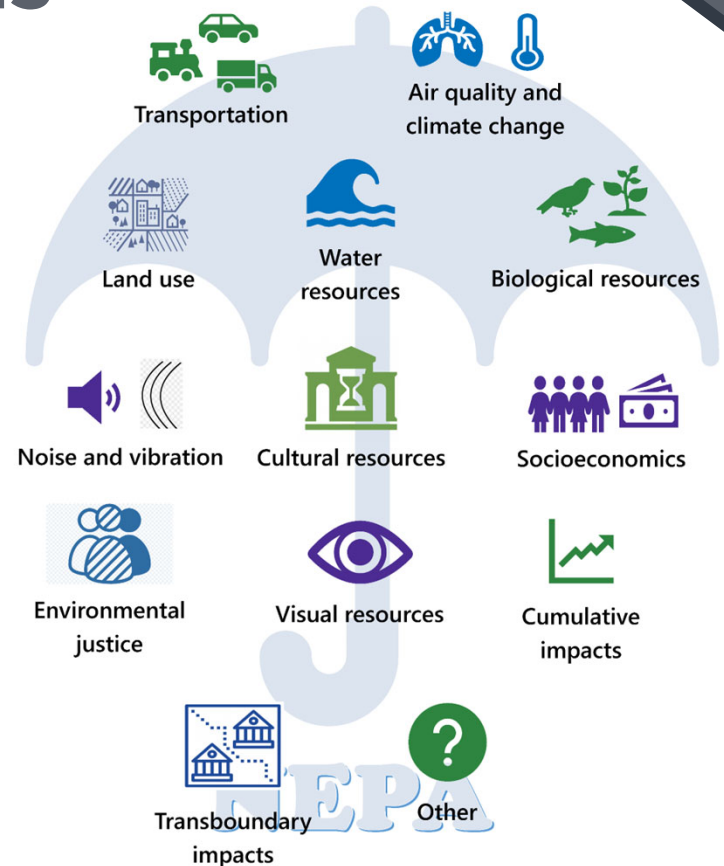 Transportation
Air quality and
climate change
Land use
Water
resources
Biological resources
Noise and vibration
Cultural resources
Socioeconomics
Environmental
justice
Visual resources
Cumulative
impacts
?
Transboundary
impacts
Other
NEPA